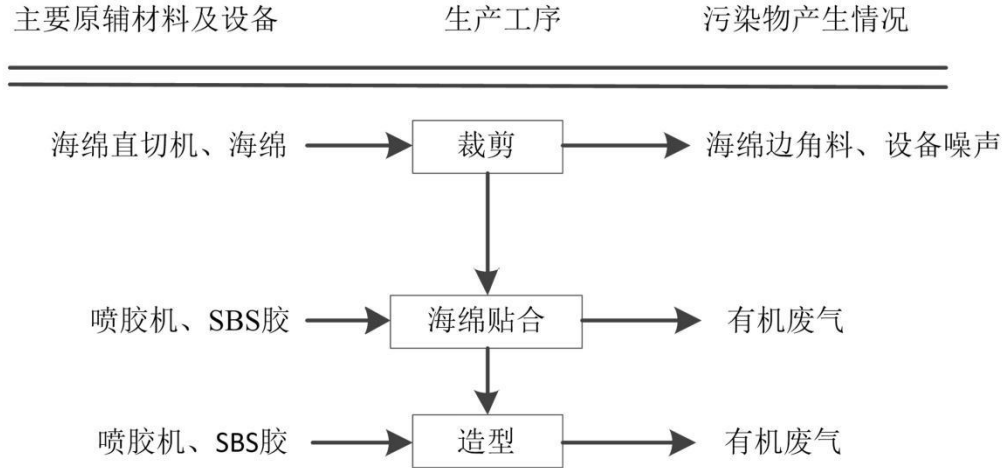 主要原辅材料及设备 生产工序 污染物产生情况
海绵直切机、海绵 裁剪 海绵边角料、设备噪声
喷胶机、SBS胶 海绵贴合 有机废气
喷胶机、SBS胶 造型 有机废气